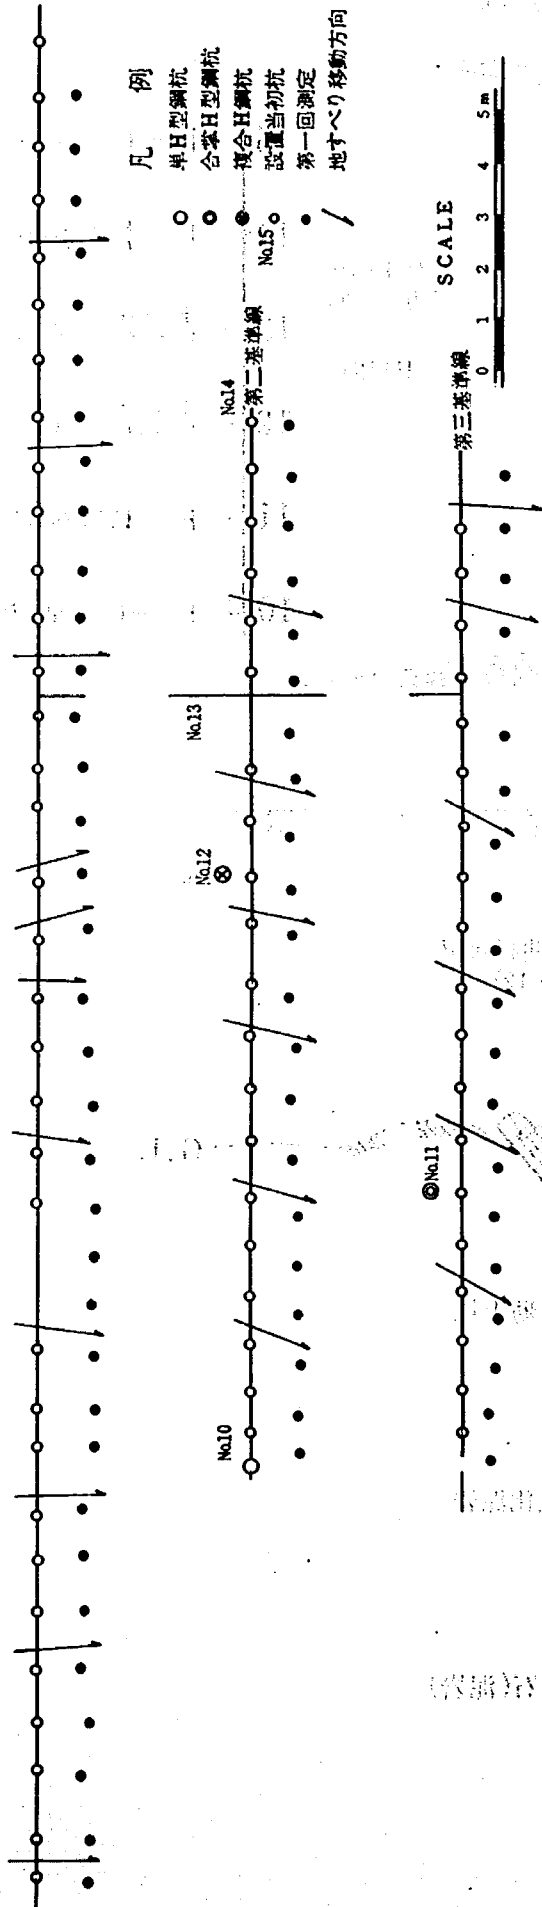 凡 例
単H型鋼杭
合掌H型鋼杭
複合H鋼杭
設置当初杭
第一回測定
地すべり移動方向
No.15
No.14
第二基準線
No.13
No.12
No.10
SCALE
0 1 2 3 4 5m
第三基準線
No.11